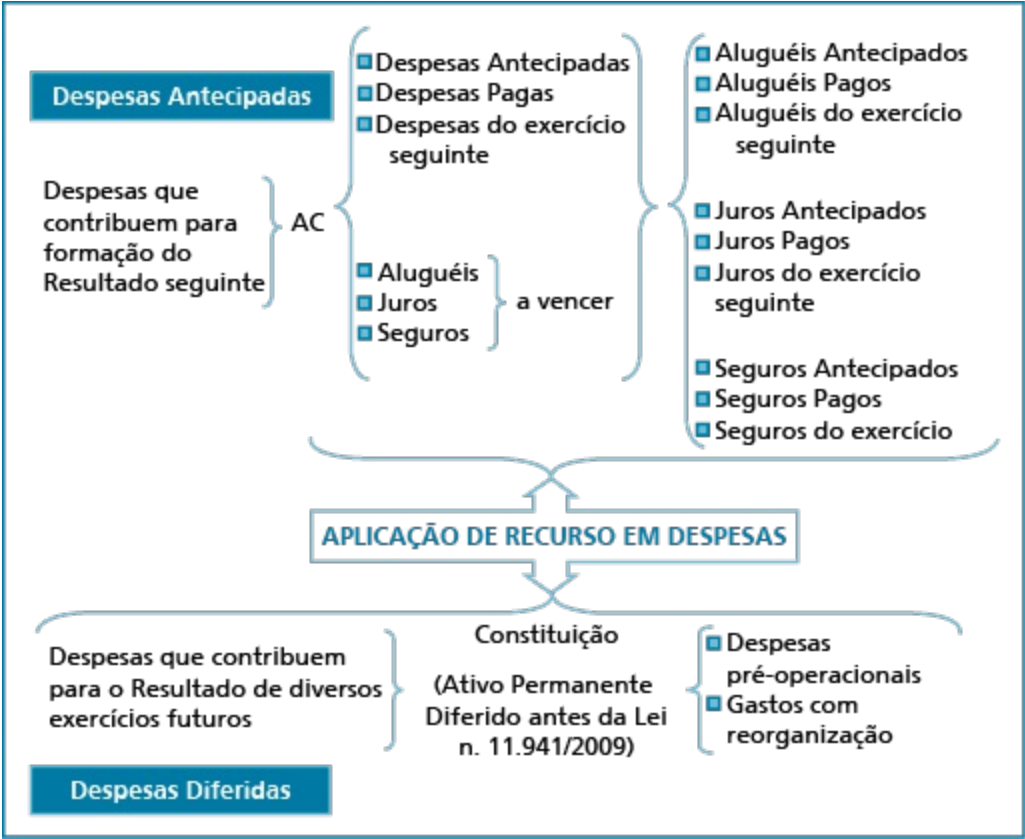 Despesas Antecipadas
Despesas que
contribuem para
formação do
Resultado seguinte
AC
Despesas Antecipadas
Despesas Pagas
Despesas do exercício
seguinte
Aluguéis
Juros
Seguros
a vencer
Aluguéis Antecipados
Aluguéis Pagos
Aluguéis do exercício
seguinte
Juros Antecipados
Juros Pagos
Juros do exercício
seguinte
Seguros Antecipados
Seguros Pagos
Seguros do exercício
APLICAÇÃO DE RECURSO EM DESPESAS
Despesas que contribuem
para o Resultado de diversos
exercícios futuros
Constituição
(Ativo Permanente
Diferido antes da Lei
n. 11.941/2009)
Despesas
pré-operacionais
Gastos com
reorganização
Despesas Diferidas